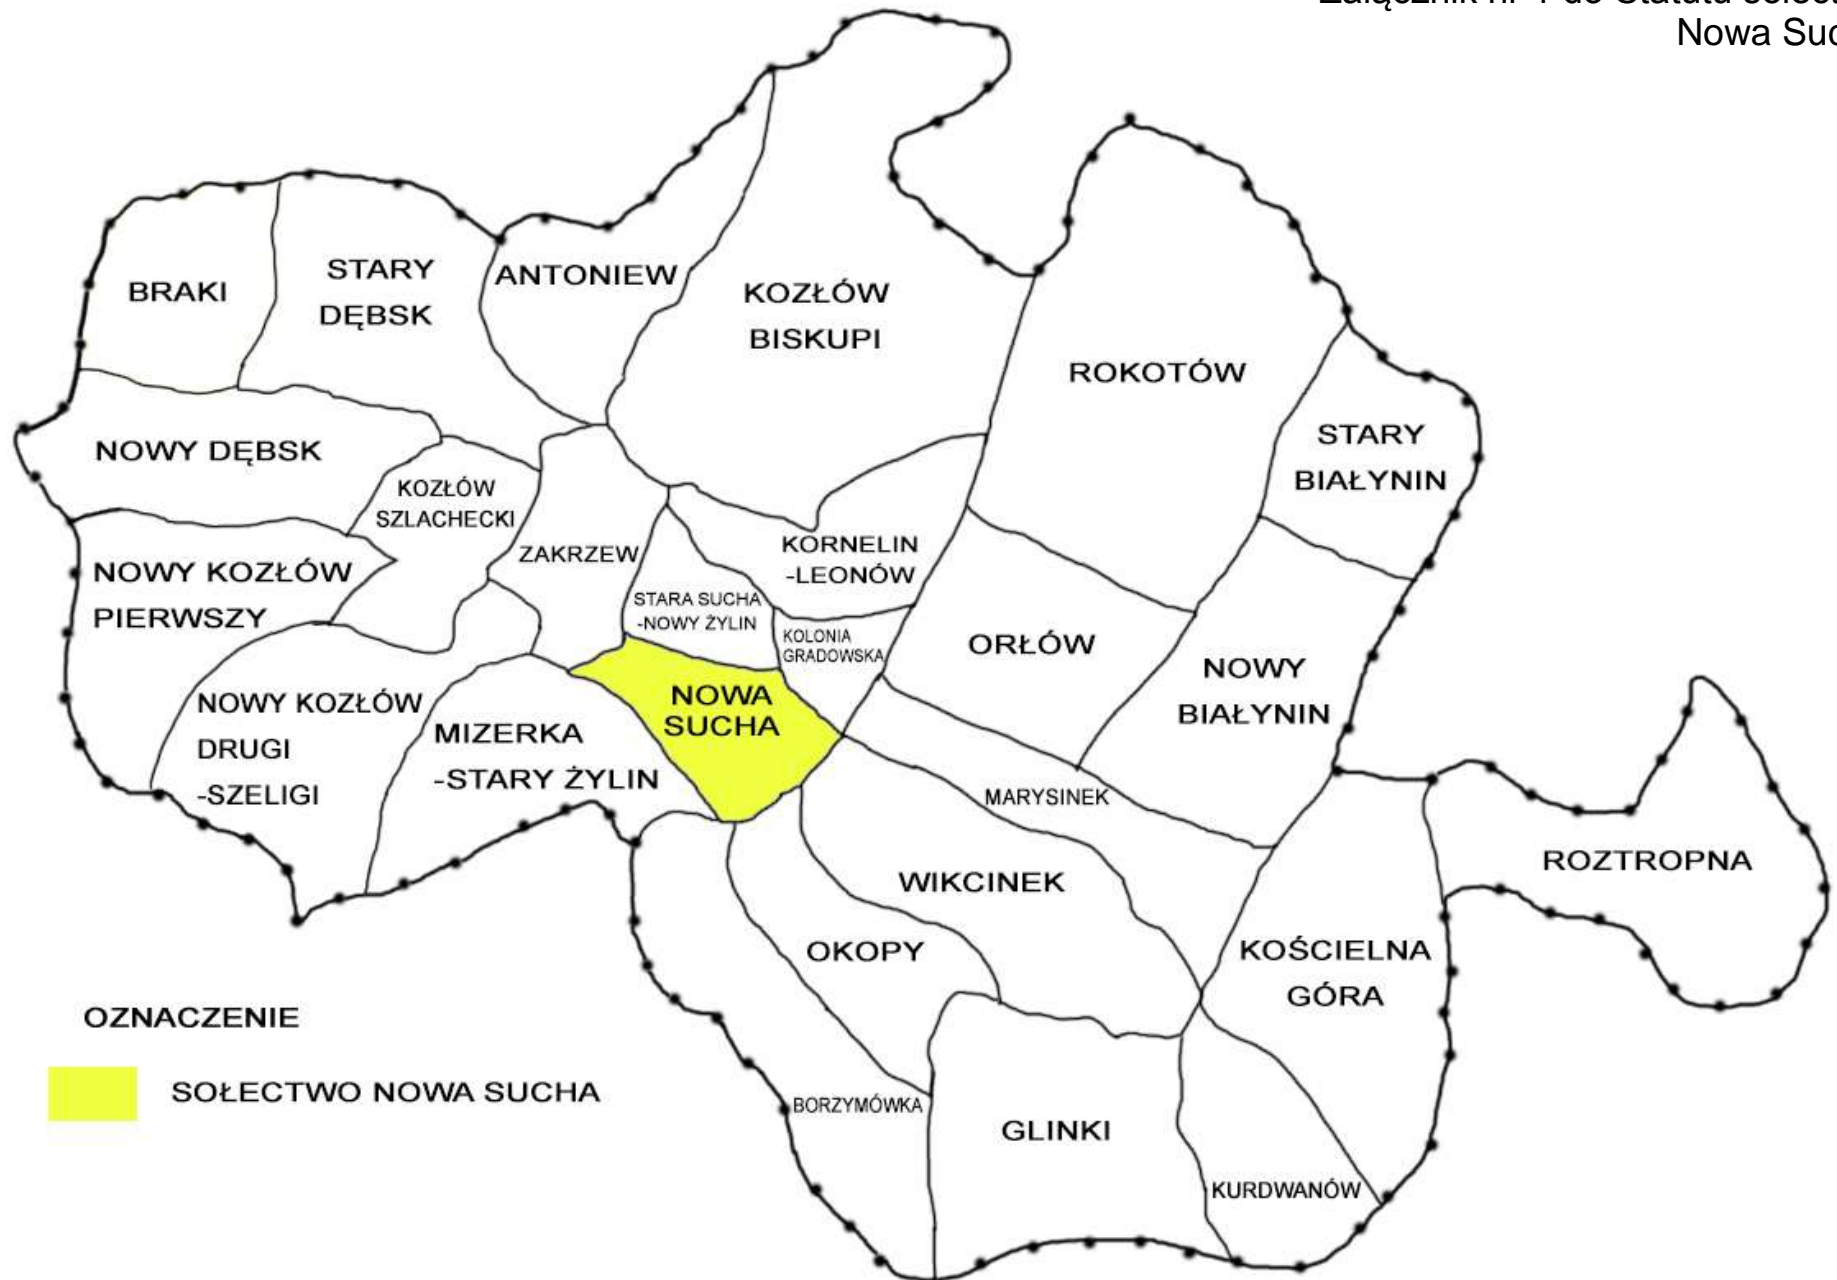 Nowa
BRAKI
STARY
DĘBSK
ANTONIEW
KOZŁÓW
BISKUPI
ROKOTÓW
STARY
BIAŁYNIN
NOWY DĘBSK
KOZŁÓW
SZLACHECKI
ZAKRZEW
KORNELIN
-LEONÓW
NOWY KOZŁÓW
PIERWSZY
STARA SUCHA
-NOWY ŻYLIN
KOLONIA
GRADOWSKA
ORŁÓW
NOWY
BIAŁYNIN
NOWY KOZŁÓW
DRUGI
-SZELIGI
MIZERKA
-STARY ŻYLIN
NOWA
SUCHA
MARYSINEK
WIKCINEK
ROZTROPNA
OKOPY
KOŚCIELNA
GÓRA
BORZYMÓWKA
GLINKI
KURDWANÓW
OZNACZENIE
SOŁECTWO NOWA SUCHA